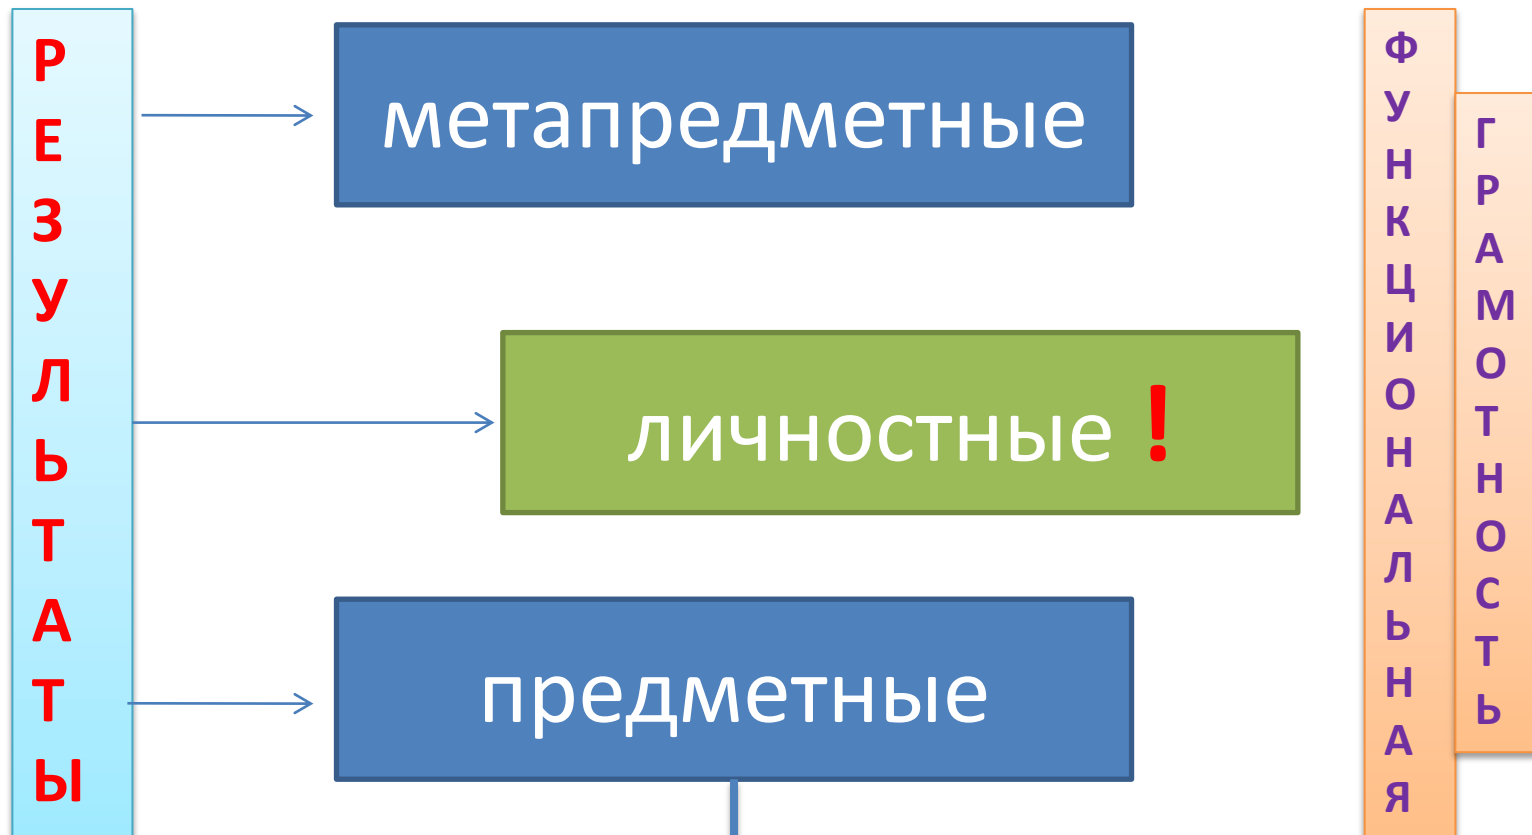 РЕЗУЛЬТАТЫ
метапредметные
личностные !
предметные
ФУНКЦИОНАЛЬНАЯ
ГРАМОТНОСТЬ